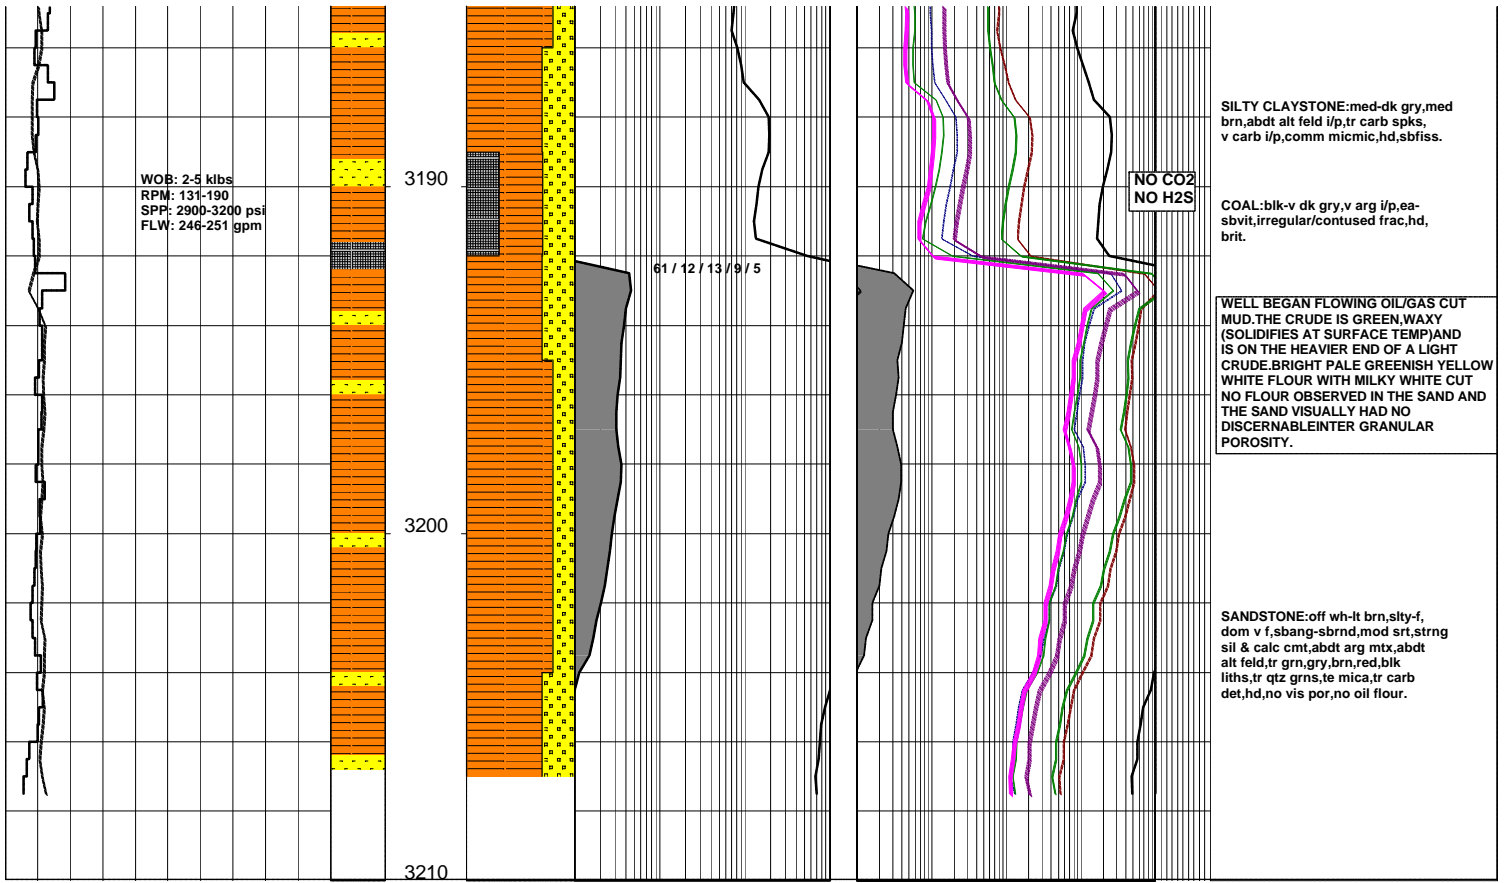 WOB: 2-5 klbs
RPM: 131-190
SPP: 2900-3200 psi
FLW: 246-251 gpm
3190
3200
3210
61 / 12 / 13 / 9 / 5
NO CO2
NO H2S
SILTY CLAYSTONE:med-dk gry,med
brn,abdt alt feld i/p,tr carb spks,
v carb i/p,comm micmic,hd,sbfiss.
COAL:blk-v dk gry,v arg i/p,ea-
sbvit,irregular/contused frac,hd,
brit.
WELL BEGAN FLOWING OIL/GAS CUT
MUD.THE CRUDE IS GREEN,WAXY
(SOLIDIFIES AT SURFACE TEMP)AND
IS ON THE HEAVIER END OF A LIGHT
CRUDE.BRIGHT PALE GREENISH YELLOW
WHITE FLOUR WITH MILKY WHITE CUT
NO FLOUR OBSERVED IN THE SAND AND
THE SAND VISUALLY HAD NO
DISCERNABLEINTER GRANULAR
POROSITY.
SANDSTONE:off wh-lt brn,slty-f,
dom v f,sbang-sbrnd,mod srt,strng
sil & calc cmt,abdt arg mtx,abdt
alt feld,tr grn,gry,brn,red,blk
liths,tr qtz grns,te mica,tr carb
det,hd,no vis por,no oil flour.